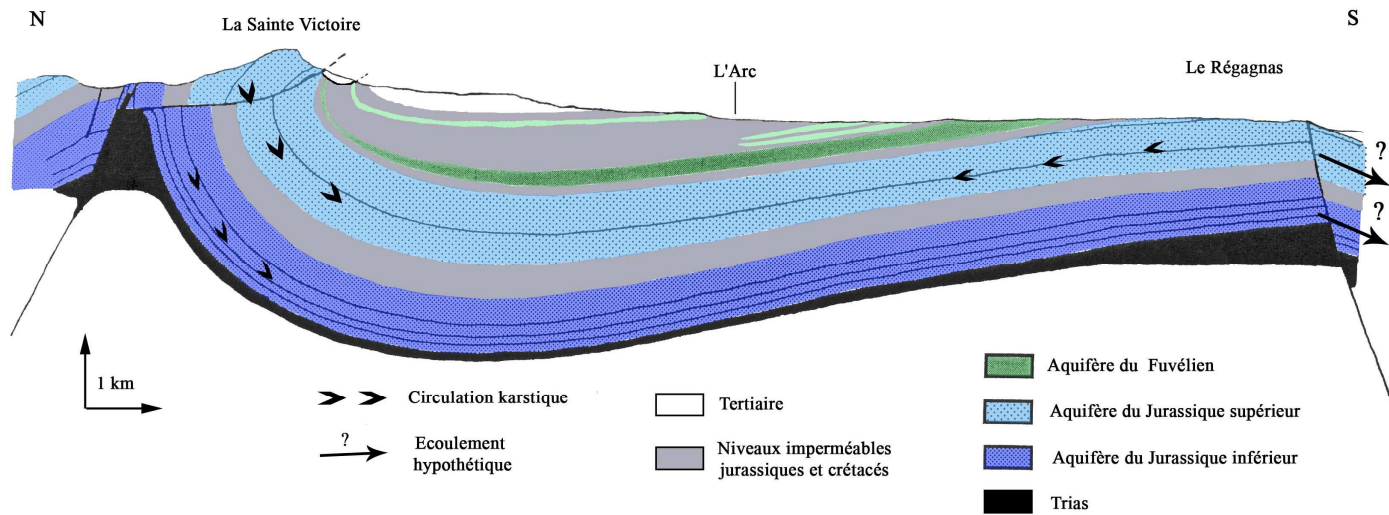 N
S
La Sainte Victoire
L'Arc
Le Régagnas
?
?
1 km
Circulation karstique
?
Ecoulement
hypothétique
Tertiaire
Niveaux imperméables
jurassiques et crétacés
Aquifère du Fuvélien
Aquifère du Jurassique supérieur
Aquifère du Jurassique inférieur
Trias